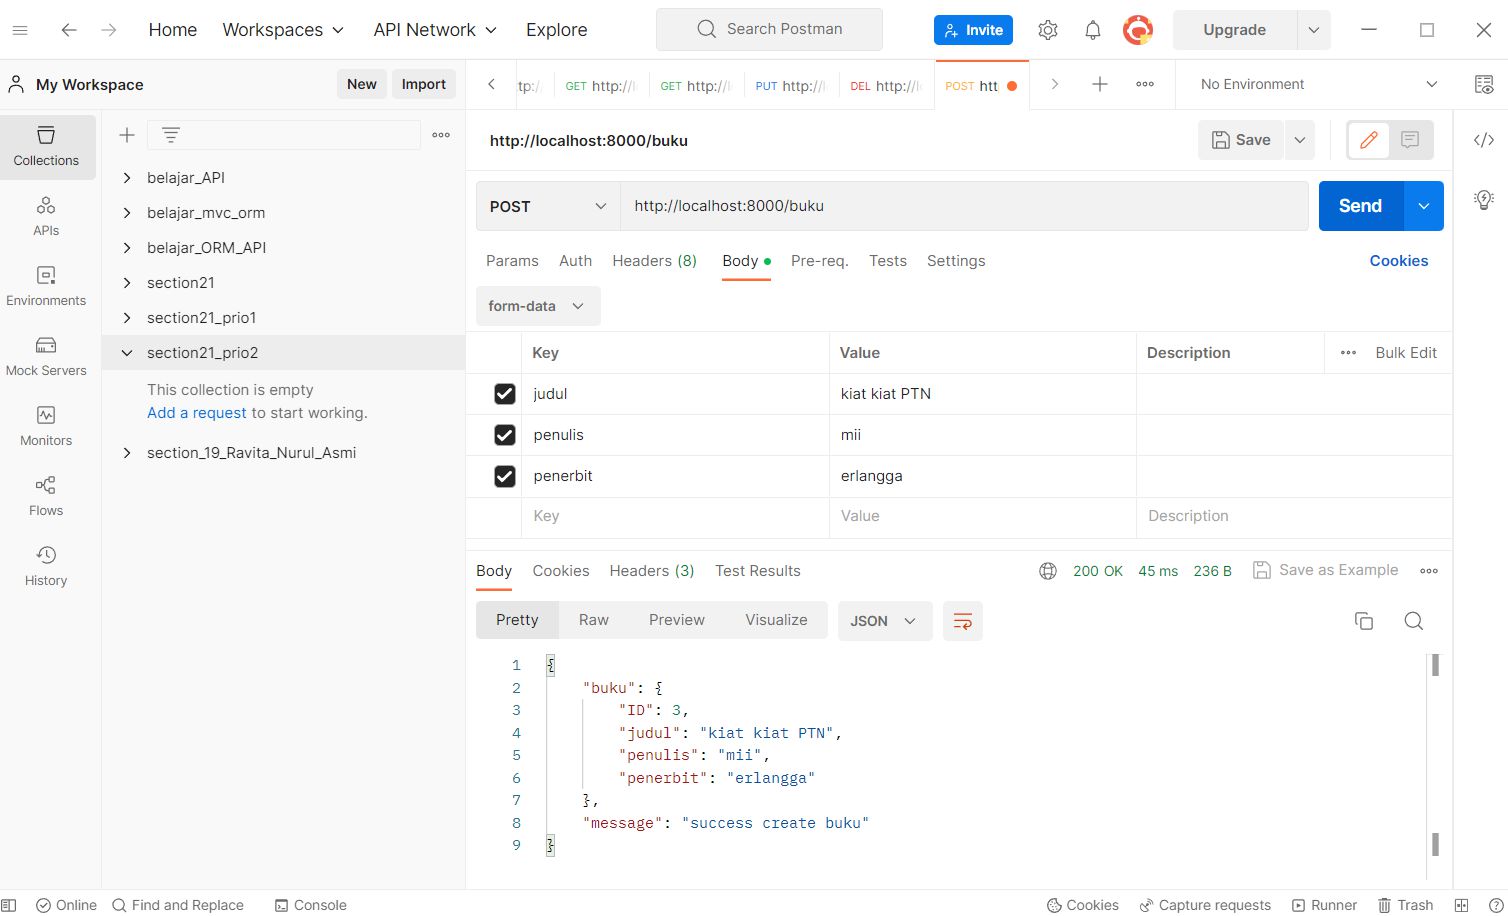 Home Workspaces API Network Explore Search Postman Invite Upgrade
My Workspace New Import
GET http://l GET http://l PUT http://l DEL http://l POST htt No Environment
Collections
APIs
Environments
Mock Servers
Monitors
Flows
History
belajar_API
belajar_mvc_orm
belajar_ORM_API
section21
section21_prio1
section21_prio2
This collection is empty
Add a request to start working.
section_19_Ravita_Nurul_Asmi
http://localhost:8000/buku Save
POST http://localhost:8000/buku Send
Params Auth Headers (8) Body Pre-req. Tests Settings Cookies
form-data
Key Value Description Bulk Edit
judul kiat kiat PTN
penulis mii
penerbit erlangga
Key Value Description
Body Cookies Headers (3) Test Results 200 OK 45 ms 236 B Save as Example
Pretty Raw Preview Visualize JSON
1 {
2 "buku": {
3 "ID": 3,
4 "judul": "kiat kiat PTN",
5 "penulis": "mii",
6 "penerbit": "erlangga"
7 },
8 "message": "success create buku"
9 }
Online Find and Replace Console Cookies Capture requests Runner Trash